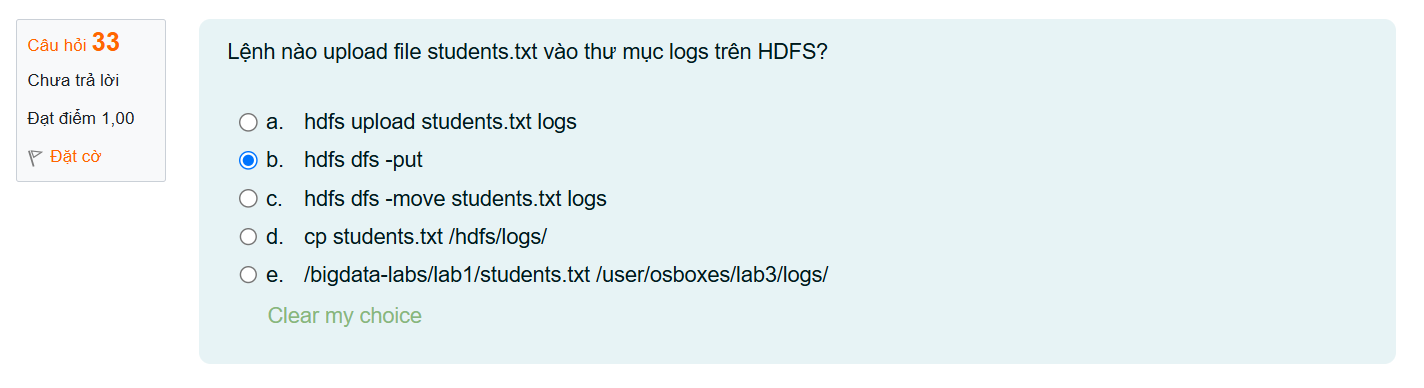 Câu hỏi 33
Chưa trả lời
Đạt điểm 1,00
Đặt cờ
Lệnh nào upload file students.txt vào thư mục logs trên HDFS?
a. hdfs upload students.txt logs
b. hdfs dfs -put
c. hdfs dfs -move students.txt logs
d. cp students.txt /hdfs/logs/
e. /bigdata-labs/lab1/students.txt /user/osboxes/lab3/logs/
Clear my choice